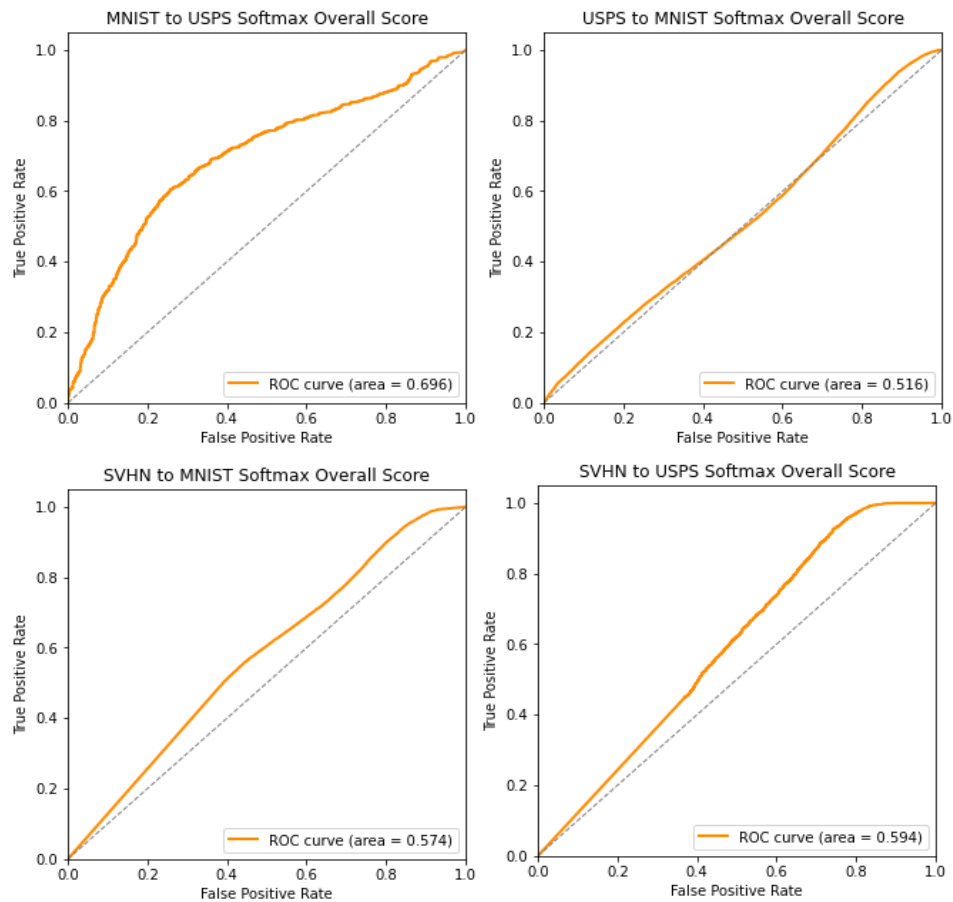 MNIST to USPS Softmax Overall Score
1.0
0.8
0.6
0.4
0.2
0.0
True Positive Rate
ROC curve (area = 0.696)
0.0 0.2 0.4 0.6 0.8 1.0
False Positive Rate
USPS to MNIST Softmax Overall Score
1.0
0.8
0.6
0.4
0.2
0.0
True Positive Rate
ROC curve (area = 0.516)
0.0 0.2 0.4 0.6 0.8 1.0
False Positive Rate
SVHN to MNIST Softmax Overall Score
1.0
0.8
0.6
0.4
0.2
0.0
True Positive Rate
ROC curve (area = 0.574)
0.0 0.2 0.4 0.6 0.8 1.0
False Positive Rate
SVHN to USPS Softmax Overall Score
1.0
0.8
0.6
0.4
0.2
0.0
True Positive Rate
ROC curve (area = 0.594)
0.0 0.2 0.4 0.6 0.8 1.0
False Positive Rate